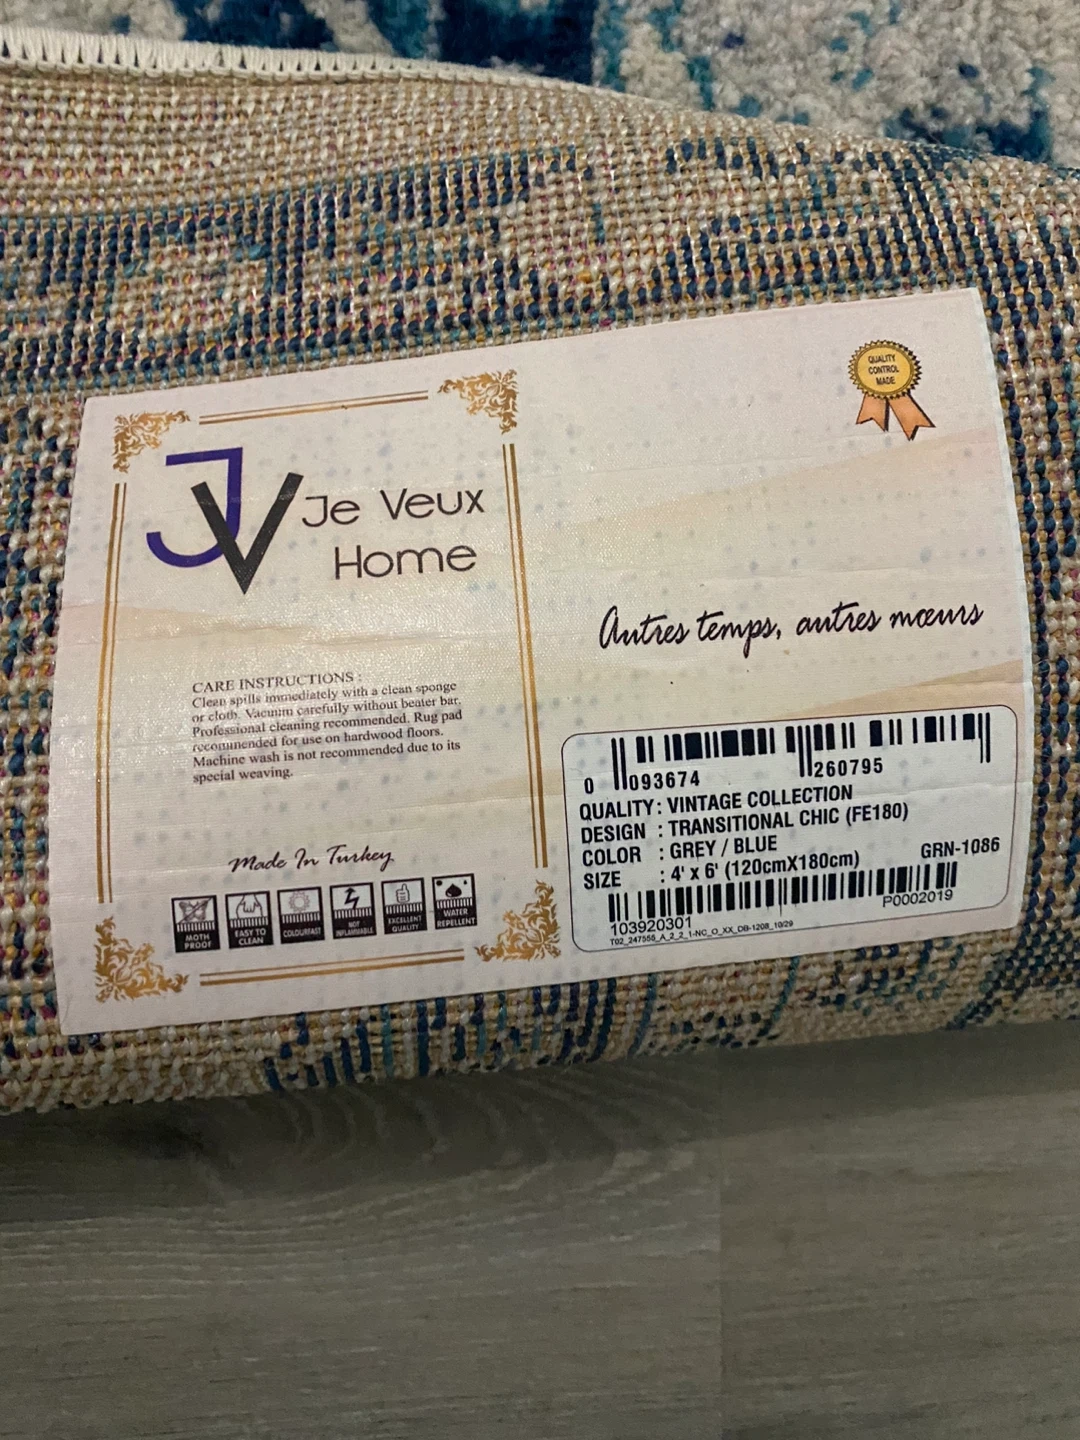 JV Je Veux
Home
CARE INSTRUCTIONS :
Clean spills immediately with a clean sponge
or cloth. Vacuum carefully without beater bar.
Professional cleaning recommended. Rug pad
recommended for use on hardwood floors.
Machine wash is not recommended due to its
special weaving.
Made In Turkey
MOTH
PROOF
EASY TO
CLEAN
COLOURFAST
NOT
INFLAMMABLE
EXCELLENT
QUALITY
WATER
REPELLENT
QUALITY
CONTROL
MADE
Autres temps, autres mœurs
0 093674 260795
QUALITY : VINTAGE COLLECTION
DESIGN : TRANSITIONAL CHIC (FE180)
COLOR : GREY / BLUE
SIZE : 4' x 6' (120cmX180cm)
GRN-1086
103920301
P0002019
T02_247555_A_2_2_1-NC_O_XX_DB-1208_10/29